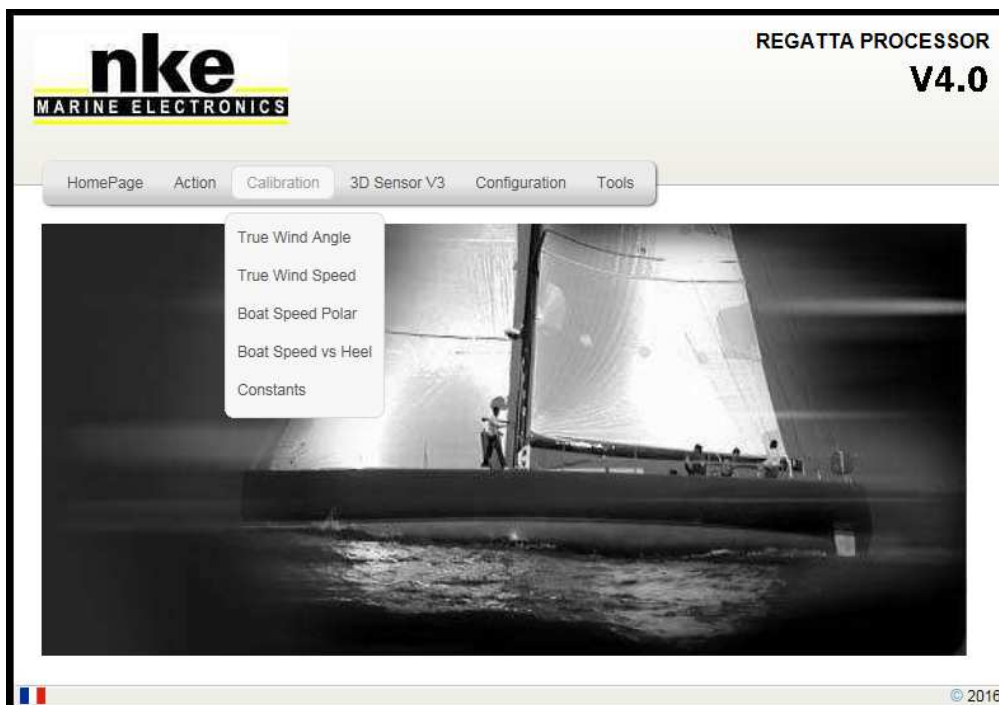 nke
MARINE ELECTRONICS
REGATTA PROCESSOR
V4.0
HomePage Action Calibration 3D Sensor V3 Configuration Tools
True Wind Angle
True Wind Speed
Boat Speed Polar
Boat Speed vs Heel
Constants
© 2016